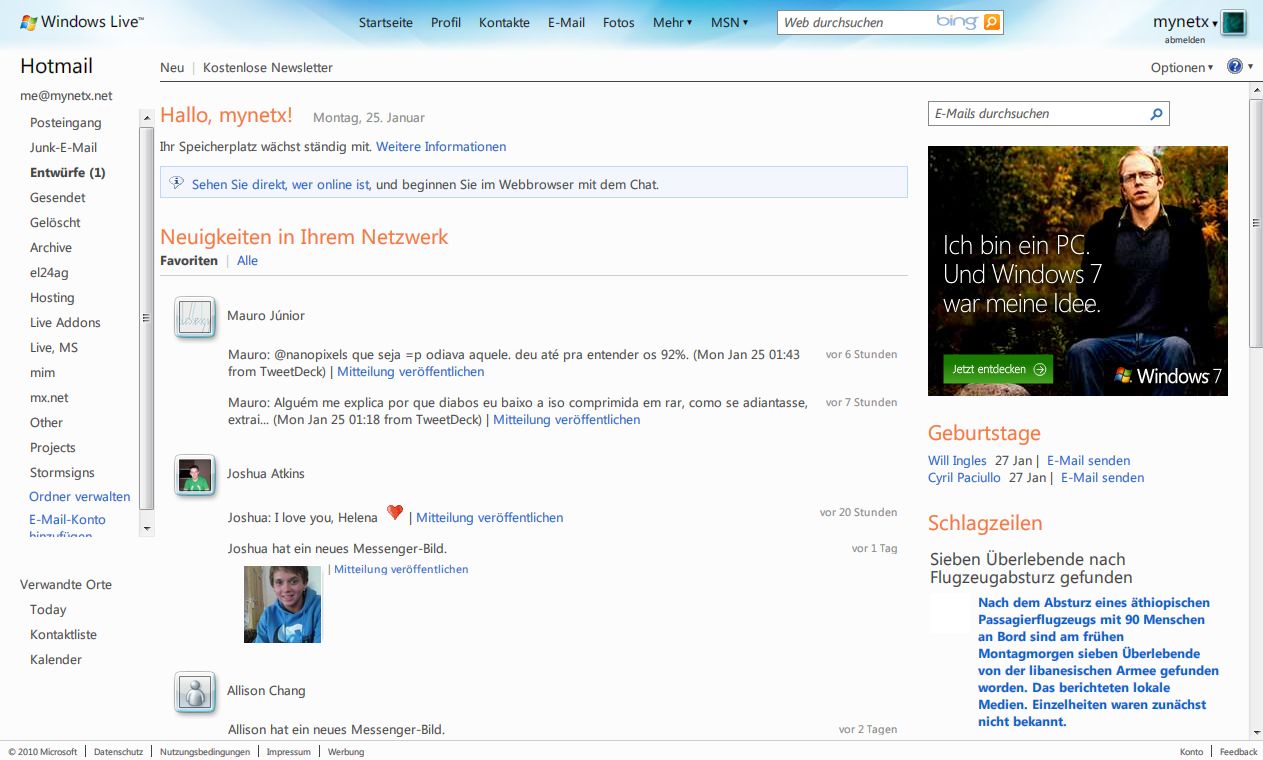 Windows Live™
Startseite Profil Kontakte E-Mail Fotos Mehr MSN
Web durchsuchen bing
mynetx
abmelden
Hotmail
Neu | Kostenlose Newsletter
Optionen
me@mynetx.net
Posteingang
Junk-E-Mail
Entwürfe (1)
Gesendet
Gelöscht
Archive
el24ag
Hosting
Live Addons
Live, MS
mim
mx.net
Other
Projects
Stormsigns
Ordner verwalten
E-Mail-Konto
hinzufügen
Verwandte Orte
Today
Kontaktliste
Kalender
Hallo, mynetx! Montag, 25. Januar
Ihr Speicherplatz wächst ständig mit. Weitere Informationen
Sehen Sie direkt, wer online ist, und beginnen Sie im Webbrowser mit dem Chat.
Neuigkeiten in Ihrem Netzwerk
Favoriten | Alle
Mauro Júnior
Mauro: @nanopixels que seja =p odiava aquele. deu até pra entender os 92%. (Mon Jan 25 01:43 vor 6 Stunden
from TweetDeck) | Mitteilung veröffentlichen
Mauro: Alguém me explica por que diabos eu baixo a iso comprimida em rar, como se adiantasse, vor 7 Stunden
extrai... (Mon Jan 25 01:18 from TweetDeck) | Mitteilung veröffentlichen
Joshua Atkins
Joshua: I love you, Helena | Mitteilung veröffentlichen vor 20 Stunden
Joshua hat ein neues Messenger-Bild. vor 1 Tag
| Mitteilung veröffentlichen
Allison Chang
Allison hat ein neues Messenger-Bild. vor 2 Tagen
E-Mails durchsuchen
Ich bin ein PC.
Und Windows 7
war meine Idee.
Jetzt entdecken
Windows 7
Geburtstage
Will Ingles 27 Jan | E-Mail senden
Cyril Paciullo 27 Jan | E-Mail senden
Schlagzeilen
Sieben Überlebende nach
Flugzeugabsturz gefunden
Nach dem Absturz eines äthiopischen
Passagierflugzeugs mit 90 Menschen
an Bord sind am frühen
Montagmorgen sieben Überlebende
von der libanesischen Armee gefunden
worden. Das berichteten lokale
Medien. Einzelheiten waren zunächst
nicht bekannt.
© 2010 Microsoft | Datenschutz | Nutzungsbedingungen | Impressum | Werbung
Konto | Feedback